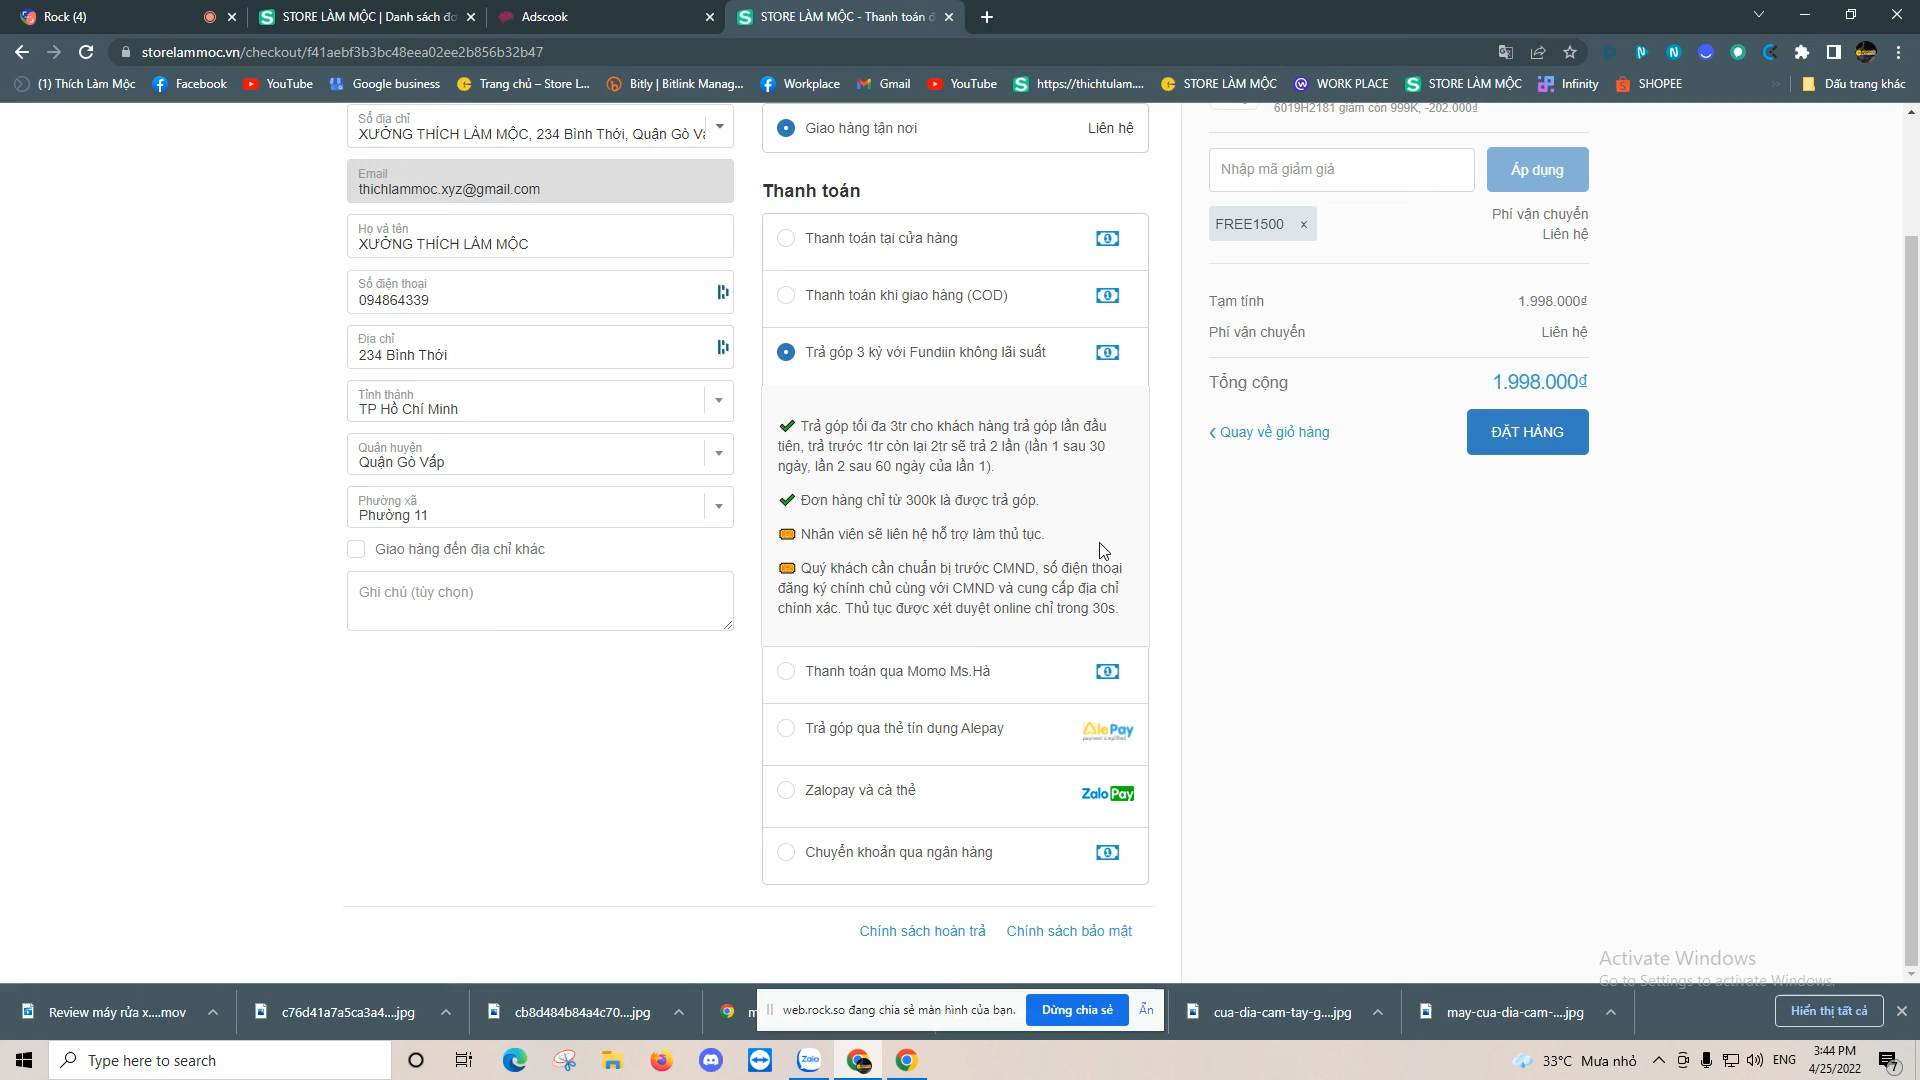 Rock (4)
STORE LÀM MỘC | Danh sách đơ
Adscook
STORE LÀM MỘC - Thanh toán đ
storelammoc.vn/checkout/f41aebf3b3bc48eea02ee2b856b32b47
(1) Thích Làm Mộc
Facebook
YouTube
Google business
Trang chủ – Store L...
Bitly | Bitlink Manag...
Workplace
Gmail
YouTube
https://thichtulam....
STORE LÀM MỘC
WORK PLACE
STORE LÀM MỘC
Infinity
SHOPEE
Dấu trang khác
Số địa chỉ
XƯỞNG THÍCH LÀM MỘC, 234 Bình Thới, Quận Gò Vấ
Email
thichlammoc.xyz@gmail.com
Họ và tên
XƯỞNG THÍCH LÀM MỘC
Số điện thoại
094864339
Địa chỉ
234 Bình Thới
Tỉnh thành
TP Hồ Chí Minh
Quận huyện
Quận Gò Vấp
Phường xã
Phường 11
Giao hàng đến địa chỉ khác
Ghi chú (tùy chọn)
Giao hàng tận nơi
Liên hệ
Thanh toán
Thanh toán tại cửa hàng
Thanh toán khi giao hàng (COD)
Trả góp 3 kỳ với Fundiin không lãi suất
Trả góp tối đa 3tr cho khách hàng trả góp lần đầu
tiên, trả trước 1tr còn lại 2tr sẽ trả 2 lần (lần 1 sau 30
ngày, lần 2 sau 60 ngày của lần 1).
Đơn hàng chỉ từ 300k là được trả góp.
Nhân viên sẽ liên hệ hỗ trợ làm thủ tục.
Quý khách cần chuẩn bị trước CMND, số điện thoại
đăng ký chính chủ cùng với CMND và cung cấp địa chỉ
chính xác. Thủ tục được xét duyệt online chỉ trong 30s.
Thanh toán qua Momo Ms.Hà
Trả góp qua thẻ tín dụng Alepay
AlePay
Zalopay và cà thẻ
ZaloPay
Chuyển khoản qua ngân hàng
Chính sách hoàn trả
Chính sách bảo mật
6019H2181 giảm còn 999K, -202.000₫
Nhập mã giảm giá
Áp dụng
FREE1500 ×
Phí vận chuyển
Liên hệ
Tạm tính
1.998.000₫
Phí vận chuyển
Liên hệ
Tổng cộng
1.998.000₫
Quay về giỏ hàng
ĐẶT HÀNG
Activate Windows
Go to Settings to activate Windows.
Review máy rửa x....mov
c76d41a7a5ca3a4....jpg
cb8d484b84a4c70....jpg
m
web.rock.so đang chia sẻ màn hình của bạn.
Dừng chia sẻ
Ẩn
cua-dia-cam-tay-g....jpg
may-cua-dia-cam-....jpg
Hiển thị tất cả
Type here to search
Zalo
33°C Mưa nhỏ
ENG
3:44 PM
4/25/2022
7